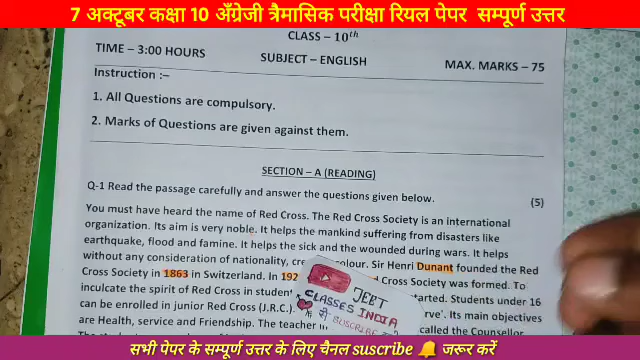 7 अक्टूबर कक्षा 10 अँग्रेजी त्रैमासिक परीक्षा रियल पेपर सम्पूर्ण उत्तर
CLASS – 10th
TIME – 3:00 HOURS
SUBJECT – ENGLISH
MAX. MARKS – 75
Instruction :–
1. All Questions are compulsory.
2. Marks of Questions are given against them.
SECTION – A (READING)
Q-1 Read the passage carefully and answer the questions given below. (5)
You must have heard the name of Red Cross. The Red Cross Society is an international
organization. Its aim is very noble. It helps the mankind suffering from disasters like
earthquake, flood and famine. It helps the sick and the wounded during wars. It helps
without any consideration of nationality, colour. Sir Henri Dunant founded the Red
Cross Society in 1863 in Switzerland. In 192 Cross Society was formed. To
inculcate the spirit of Red Cross in student started. Students under 16
can be enrolled in junior Red Cross (J.R.C.). 'rve'. Its main objectives
are Health, service and Friendship. The teacher called the Counsellor
JEET
CLASSES INDIA
को SUBSCRIBE
सभी पेपर के सम्पूर्ण उत्तर के लिए चैनल suscribe 🔔 जरूर करें